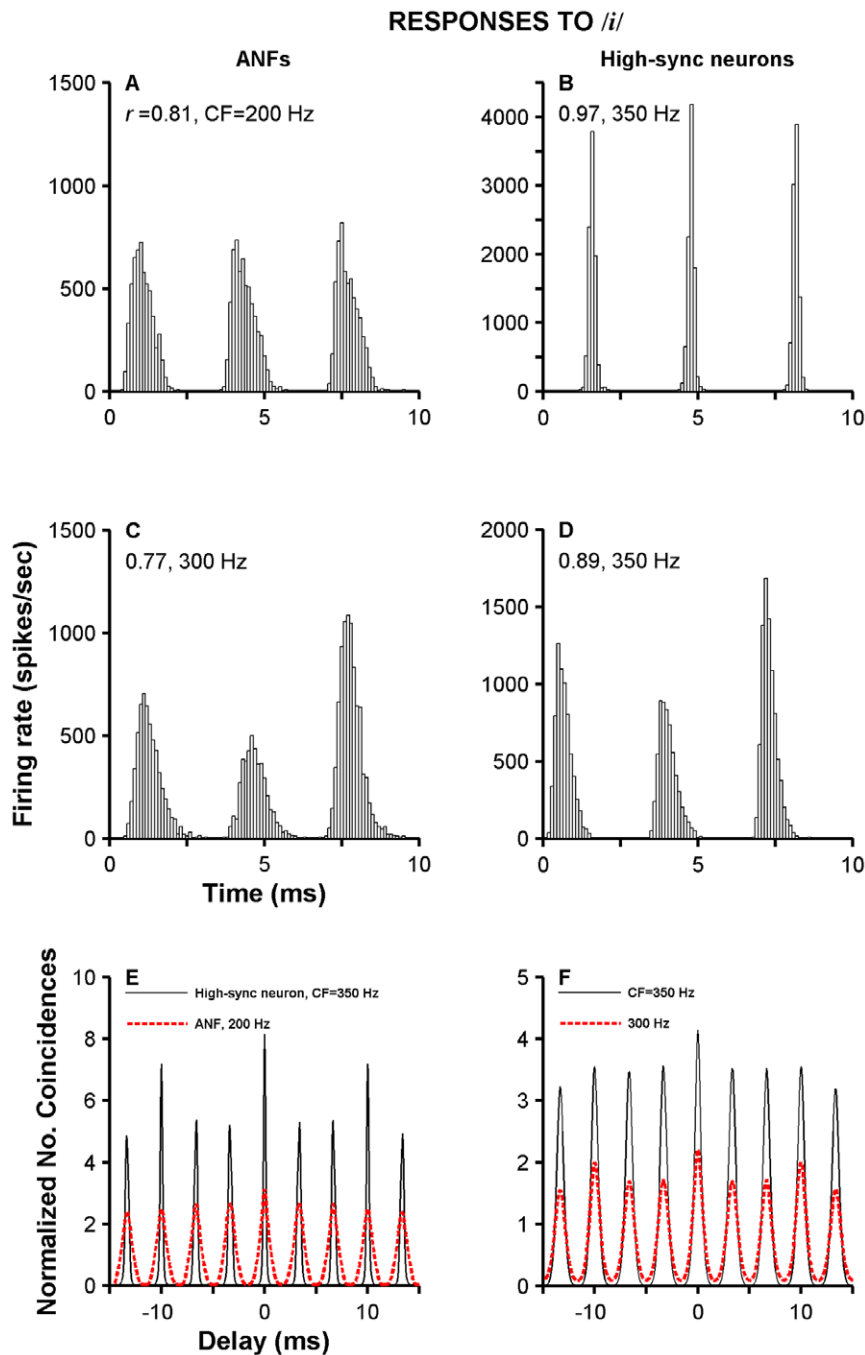 RESPONSES TO /i/
ANFs
High-sync neurons
A
r =0.81, CF=200 Hz
1500
1000
500
0
0 5 10
B
0.97, 350 Hz
4000
3000
2000
1000
0
0 5 10
C
0.77, 300 Hz
1500
1000
500
0
0 5 10
D
0.89, 350 Hz
2000
1500
1000
500
0
0 5 10
Firing rate (spikes/sec)
Time (ms)
E
High-sync neuron, CF=350 Hz
ANF, 200 Hz
10
8
6
4
2
0
-10 0 10
F
CF=350 Hz
300 Hz
5
4
3
2
1
0
-10 0 10
Normalized No. Coincidences
Delay (ms)